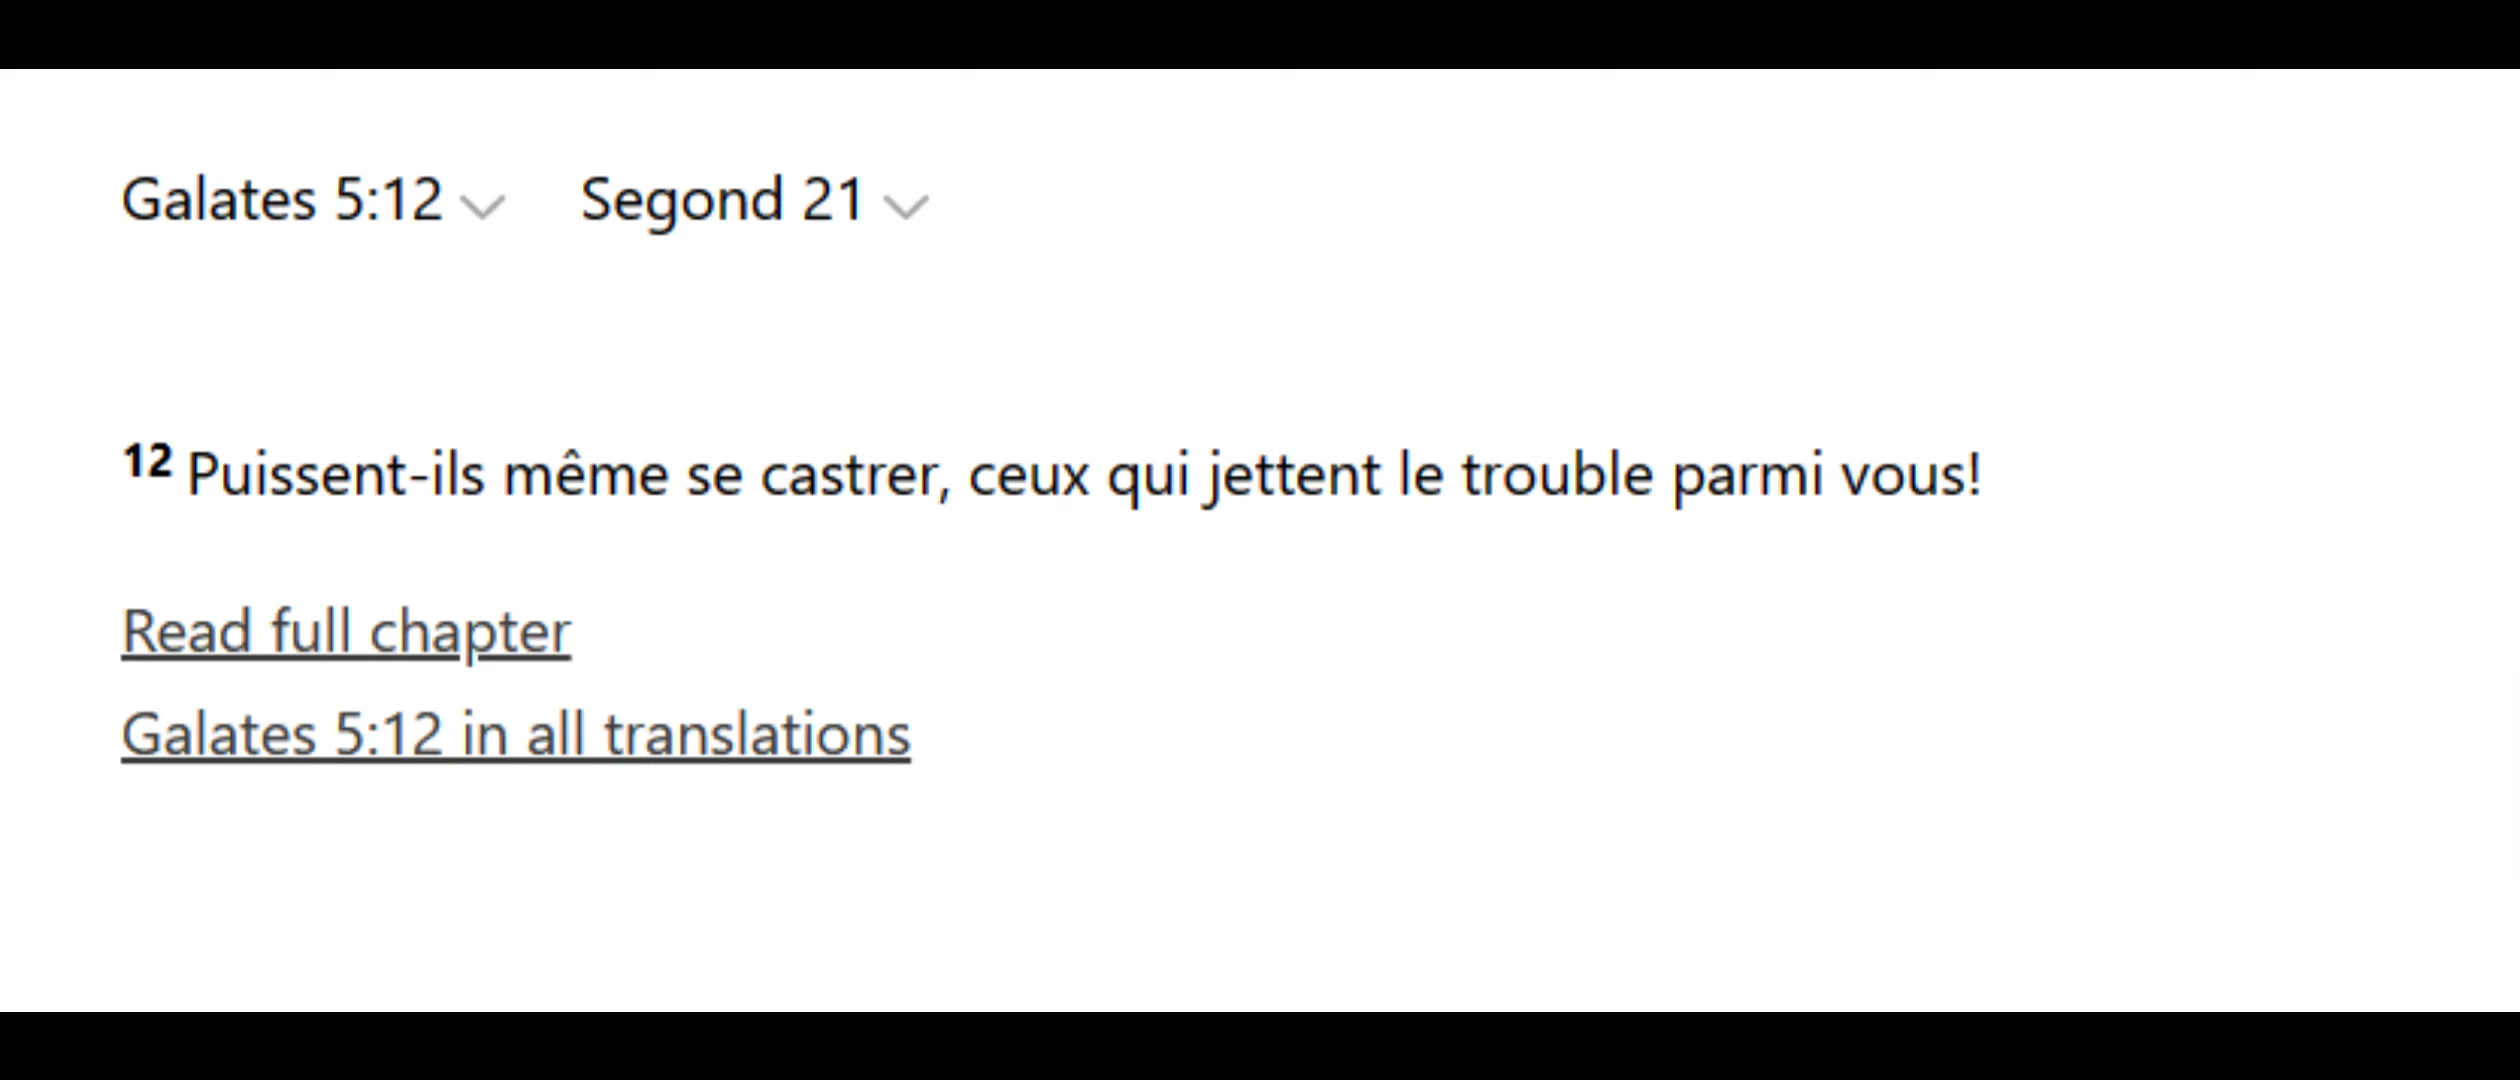 Galates 5:12 Segond 21
12 Puissent-ils même se castrer, ceux qui jettent le trouble parmi vous!
Read full chapter
Galates 5:12 in all translations